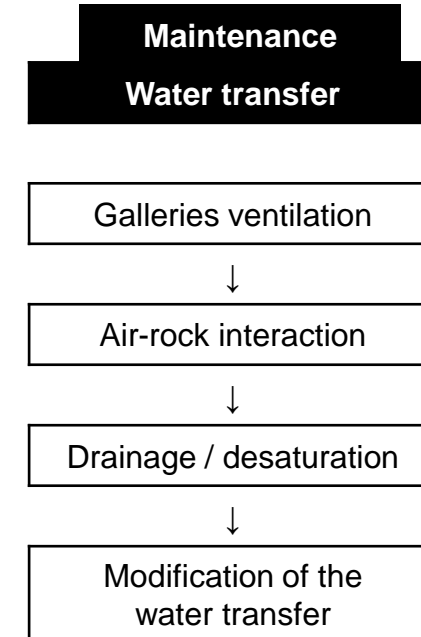 Maintenance
Water transfer
Galleries ventilation
↓
Air-rock interaction
↓
Drainage / desaturation
↓
Modification of the
water transfer